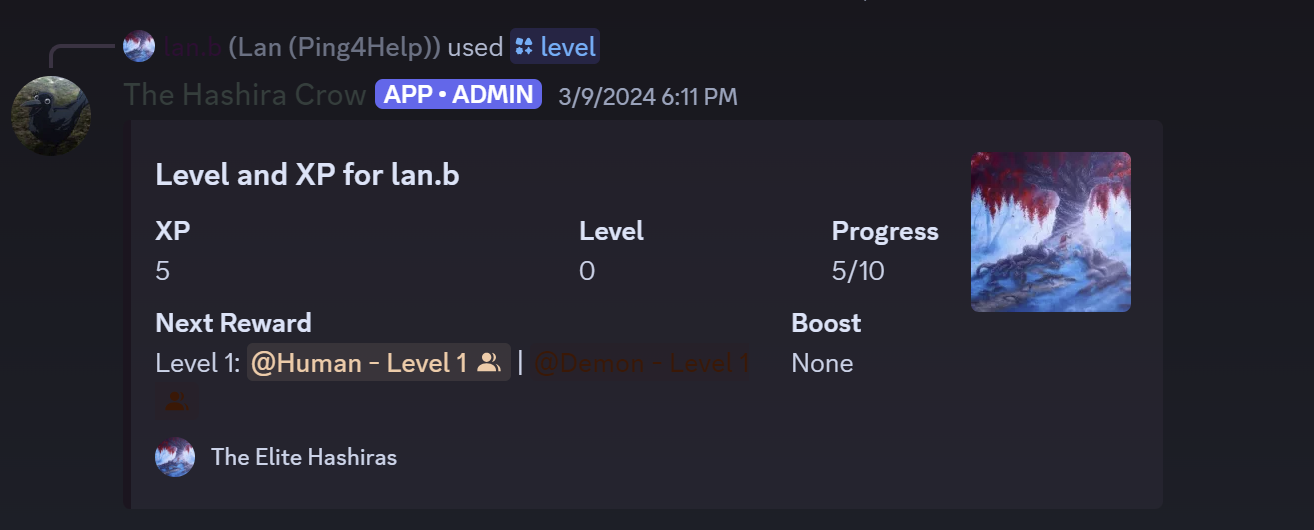 lan.b (Lan (Ping4Help)) used level
The Hashira Crow APP • ADMIN 3/9/2024 6:11 PM
Level and XP for lan.b
XP Level Progress
5 0 5/10
Next Reward Boost
Level 1: @Human - Level 1 | @Demon - Level 1 None
The Elite Hashiras